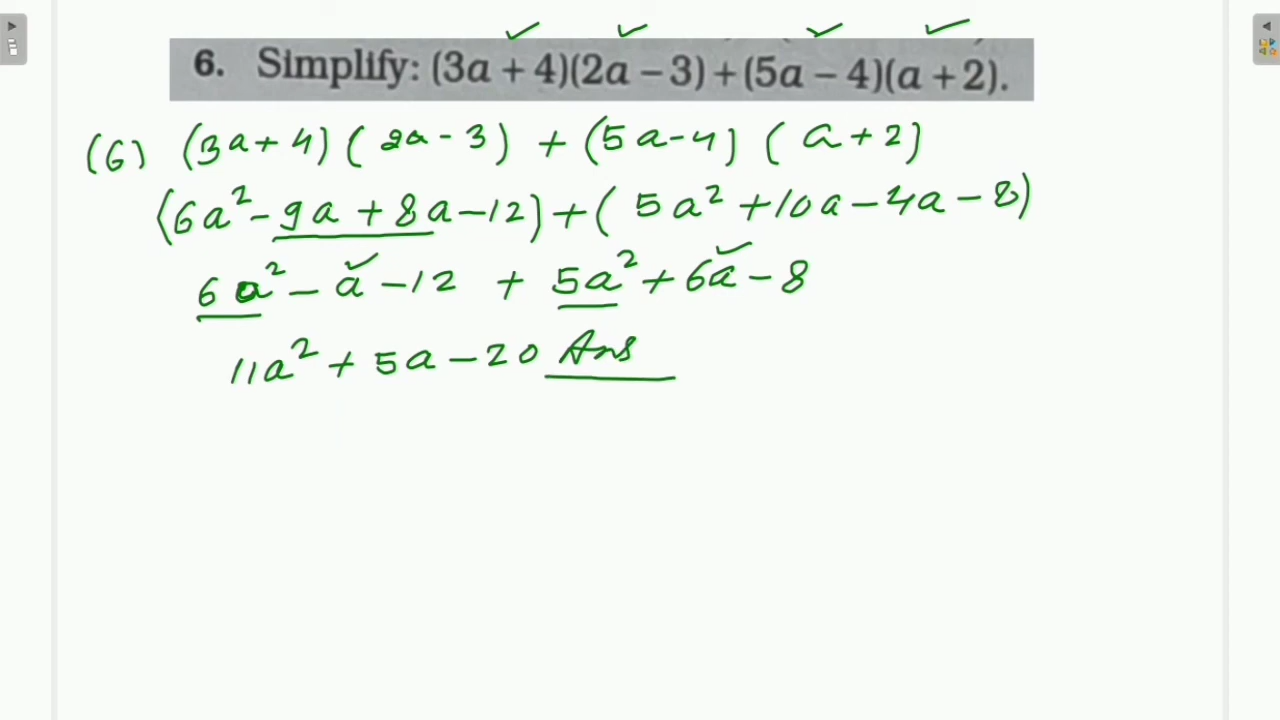 6. Simplify: (3a + 4)(2a − 3) + (5a − 4)(a + 2).
(6) (3a+4) (2a-3) + (5a-4) (a+2)
(6a² - 9a + 8a - 12) + (5a² + 10a - 4a - 8)
6a² - a - 12 + 5a² + 6a - 8
11a² + 5a - 20 Ans